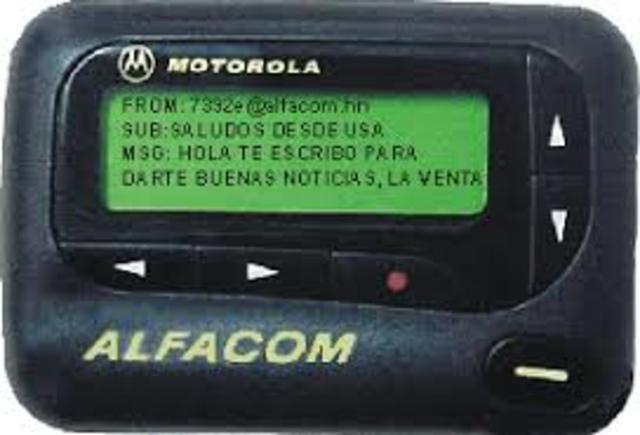 MOTOROLA
FROM:7392e@alfacom.hn
SUB:SALUDOS DESDE USA
MSG: HOLA TE ESCRIBO PARA
DARTE BUENAS NOTICIAS, LA VENTA
ALFACOM